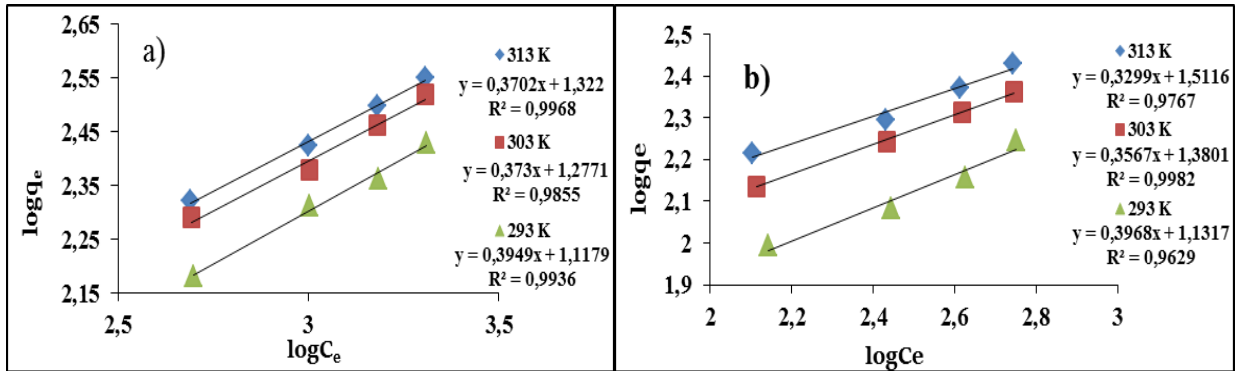 a)
logqₑ
2,65
2,55
2,45
2,35
2,25
2,15
2,5
3
3,5
logCₑ
313 K
y = 0,3702x + 1,322
R² = 0,9968
303 K
y = 0,373x + 1,2771
R² = 0,9855
293 K
y = 0,3949x + 1,1179
R² = 0,9936
b)
logqe
2,5
2,4
2,3
2,2
2,1
2
1,9
2
2,2
2,4
2,6
2,8
3
logCe
313 K
y = 0,3299x + 1,5116
R² = 0,9767
303 K
y = 0,3567x + 1,3801
R² = 0,9982
293 K
y = 0,3968x + 1,1317
R² = 0,9629